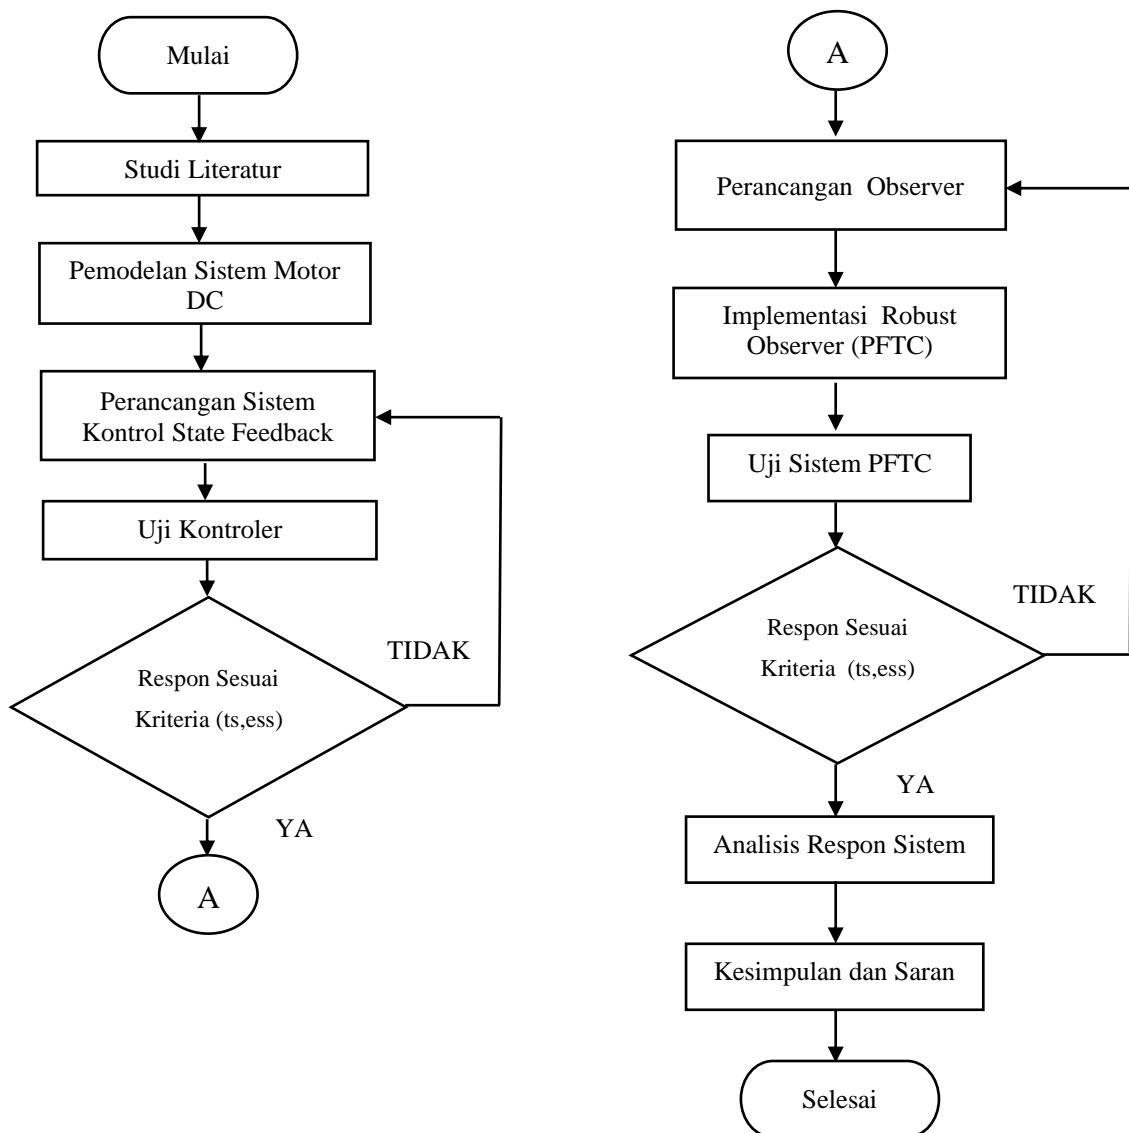 Mulai
Studi Literatur
Pemodelan Sistem Motor
DC
Perancangan Sistem
Kontrol State Feedback
Uji Kontroler
TIDAK
Respon Sesuai
Kriteria (ts,ess)
YA
A
A
Perancangan Observer
Implementasi Robust
Observer (PFTC)
Uji Sistem PFTC
TIDAK
Respon Sesuai
Kriteria (ts,ess)
YA
Analisis Respon Sistem
Kesimpulan dan Saran
Selesai